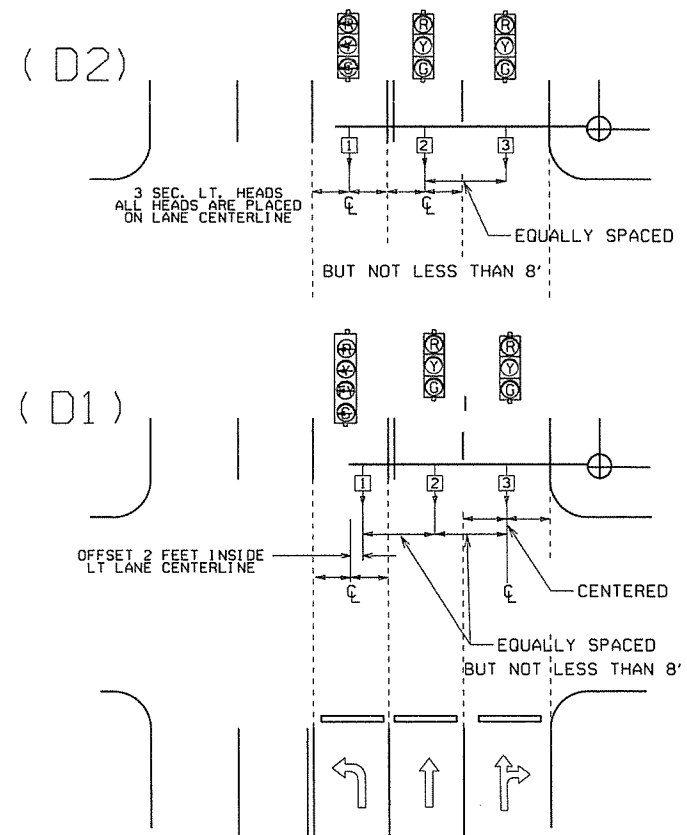 R R R
(D2) Y Y Y
G G G
1 2 3
3 SEC. LT. HEADS
ALL HEADS ARE PLACED
ON LANE CENTERLINE
CL CL
EQUALLY SPACED
BUT NOT LESS THAN 8'
R R R
Y Y Y
(D1) Y G G
G
1 2 3
OFFSET 2 FEET INSIDE
LT LANE CENTERLINE
CL CL
CENTERED
EQUALLY SPACED
BUT NOT LESS THAN 8'